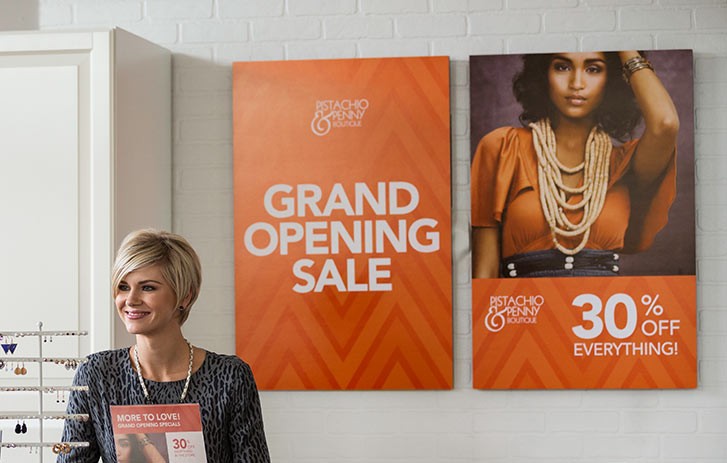 PISTACHIO
& PENNY
BOUTIQUE
GRAND
OPENING
SALE
PISTACHIO
& PENNY
BOUTIQUE
30% OFF
EVERYTHING!
MORE TO LOVE!
GRAND OPENING SPECIALS
30%
OFF